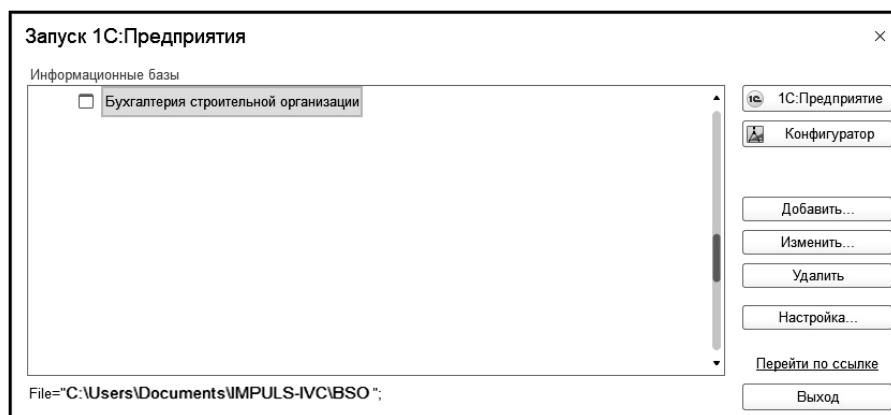 Запуск 1С:Предприятия
Информационные базы
Бухгалтерия строительной организации
1С:Предприятие
Конфигуратор
Добавить...
Изменить...
Удалить
Настройка...
Перейти по ссылке
Выход
File="C:\Users\Documents\IMPULS-IVC\BSO ";